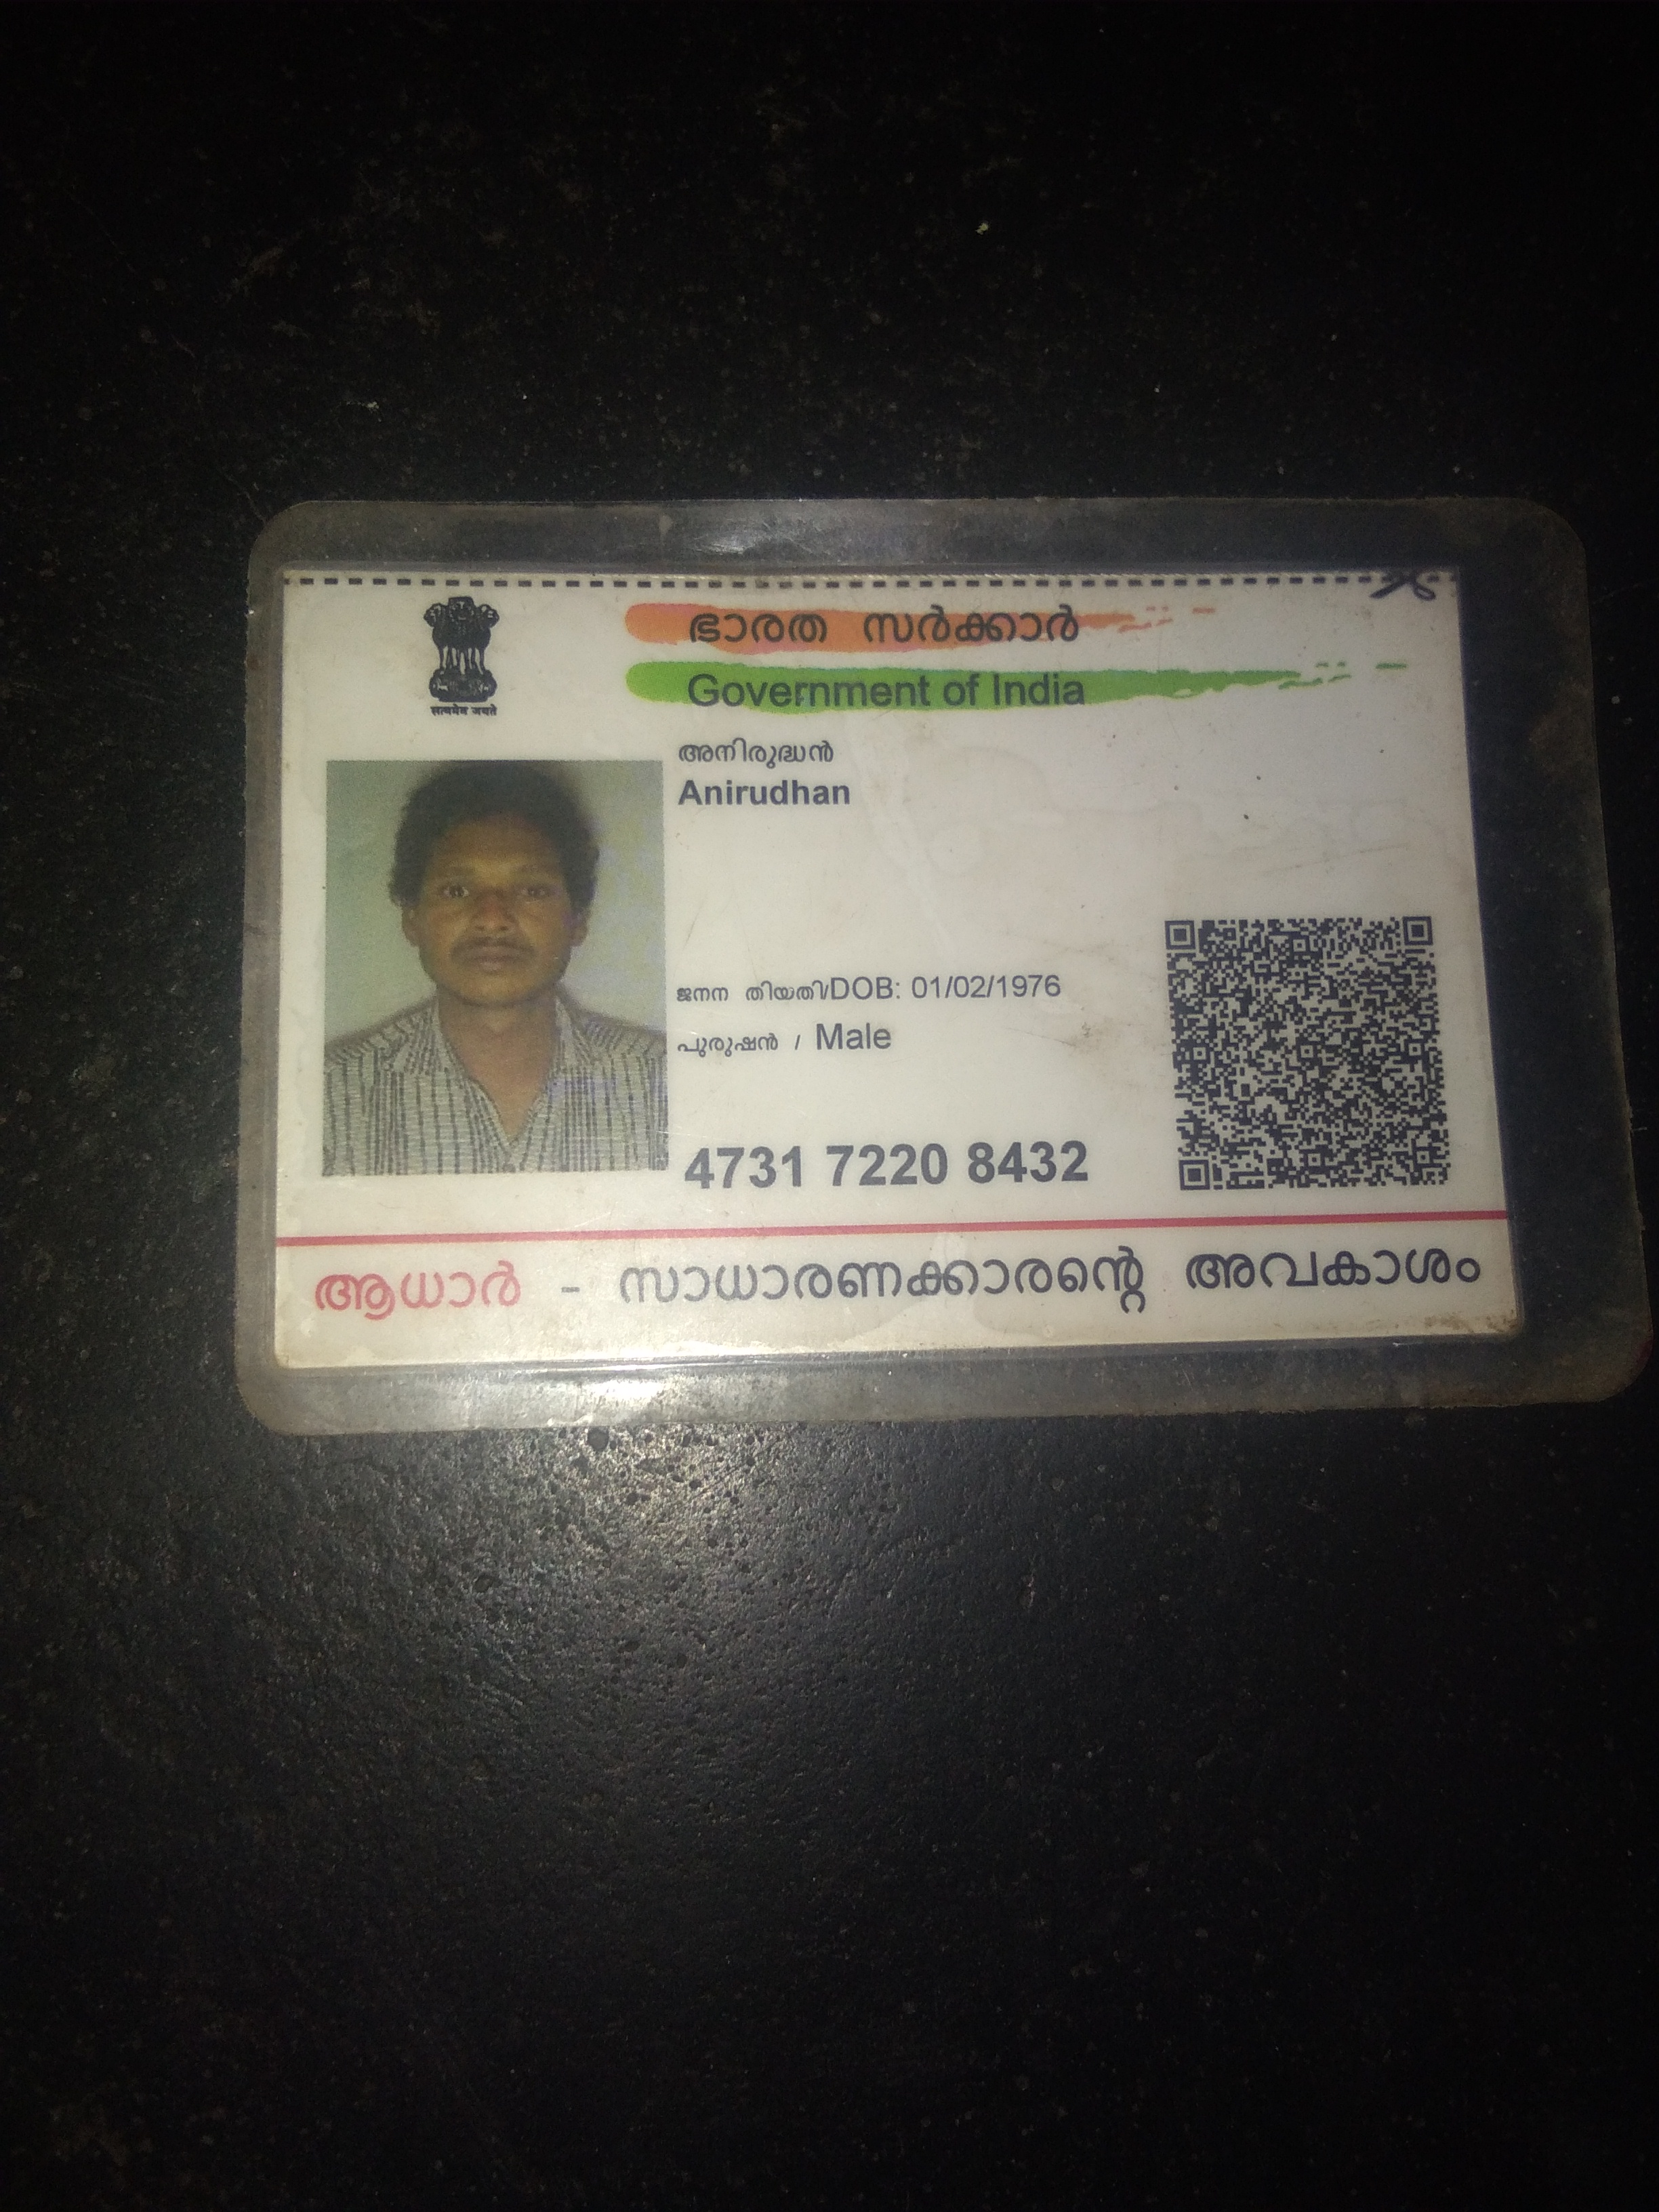 सत्यमेव जयते
ഭാരത സർക്കാർ
Government of India
അനിരുദ്ധൻ
Anirudhan
ജനന തിയതി/DOB: 01/02/1976
പുരുഷൻ / Male
4731 7220 8432
ആധാർ - സാധാരണക്കാരന്റെ അവകാശം